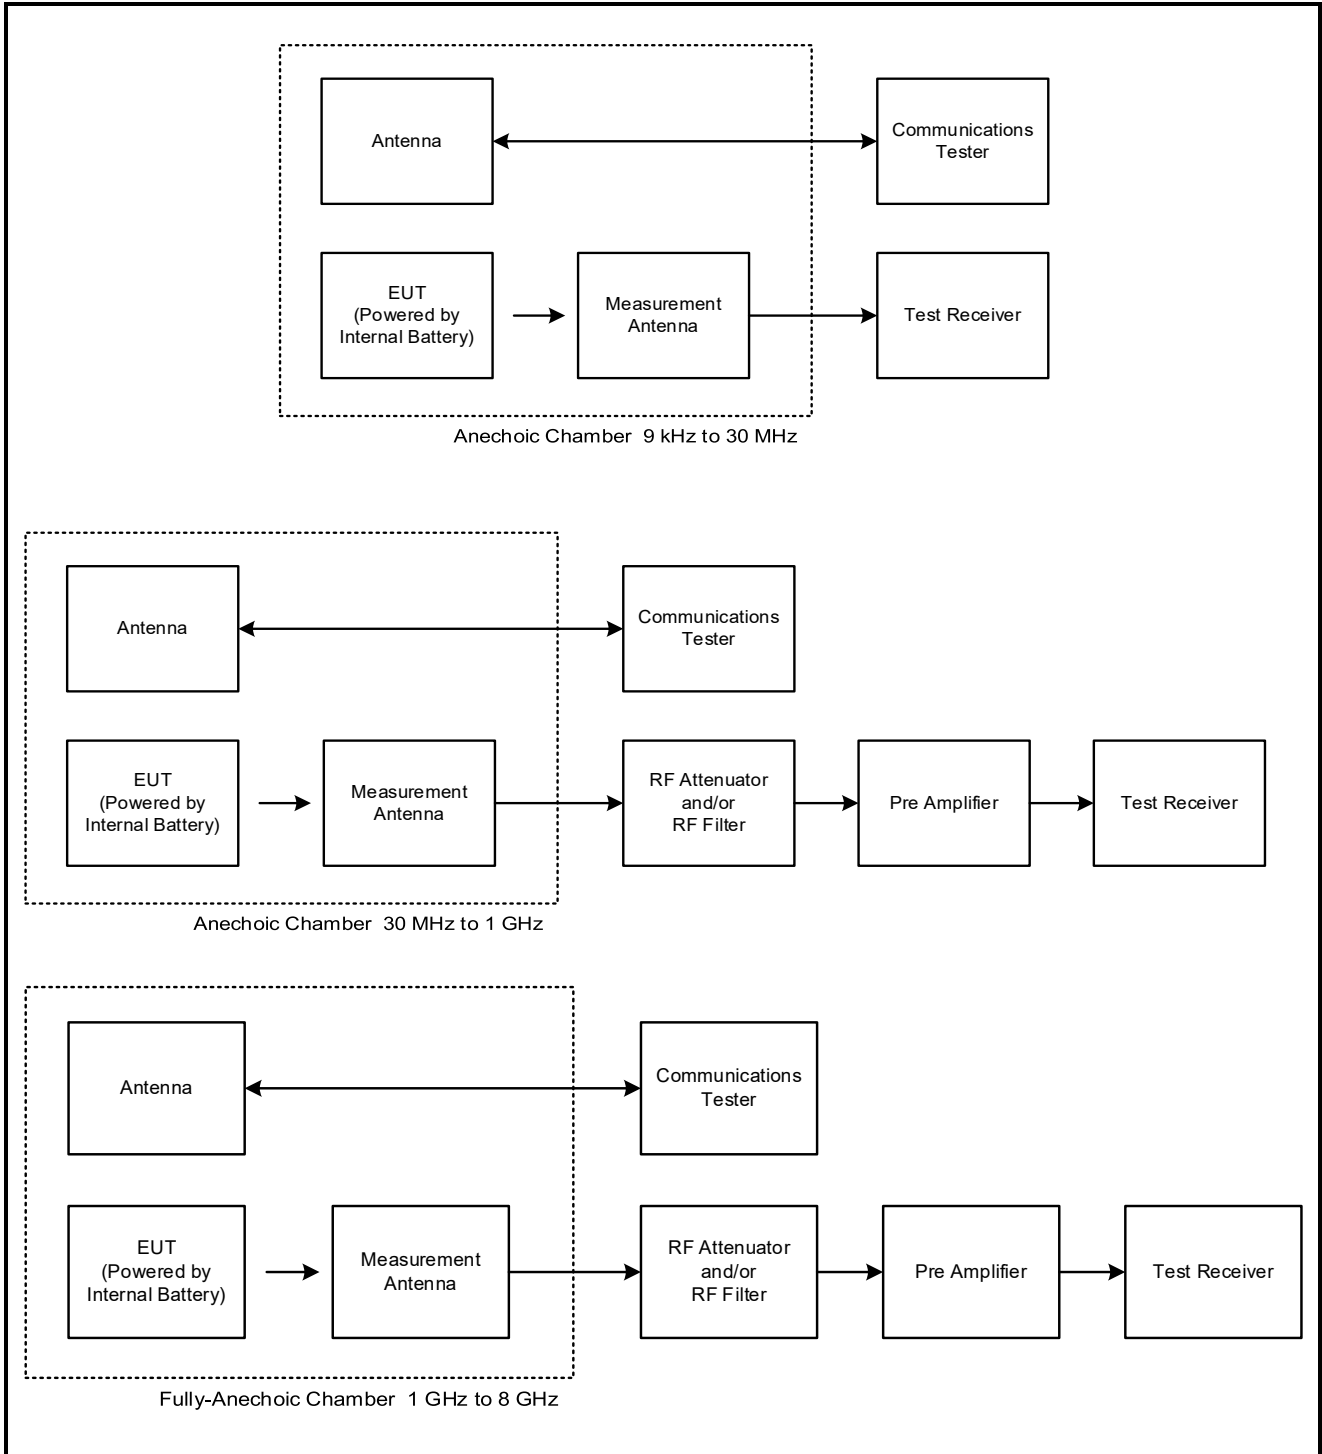 Antenna
Communications
Tester
EUT
(Powered by
Internal Battery)
Measurement
Antenna
Test Receiver
Anechoic Chamber  9 kHz to 30 MHz
Antenna
Communications
Tester
EUT
(Powered by
Internal Battery)
Measurement
Antenna
RF Attenuator
and/or
RF Filter
Pre Amplifier
Test Receiver
Anechoic Chamber  30 MHz to 1 GHz
Antenna
Communications
Tester
EUT
(Powered by
Internal Battery)
Measurement
Antenna
RF Attenuator
and/or
RF Filter
Pre Amplifier
Test Receiver
Fully-Anechoic Chamber  1 GHz to 8 GHz